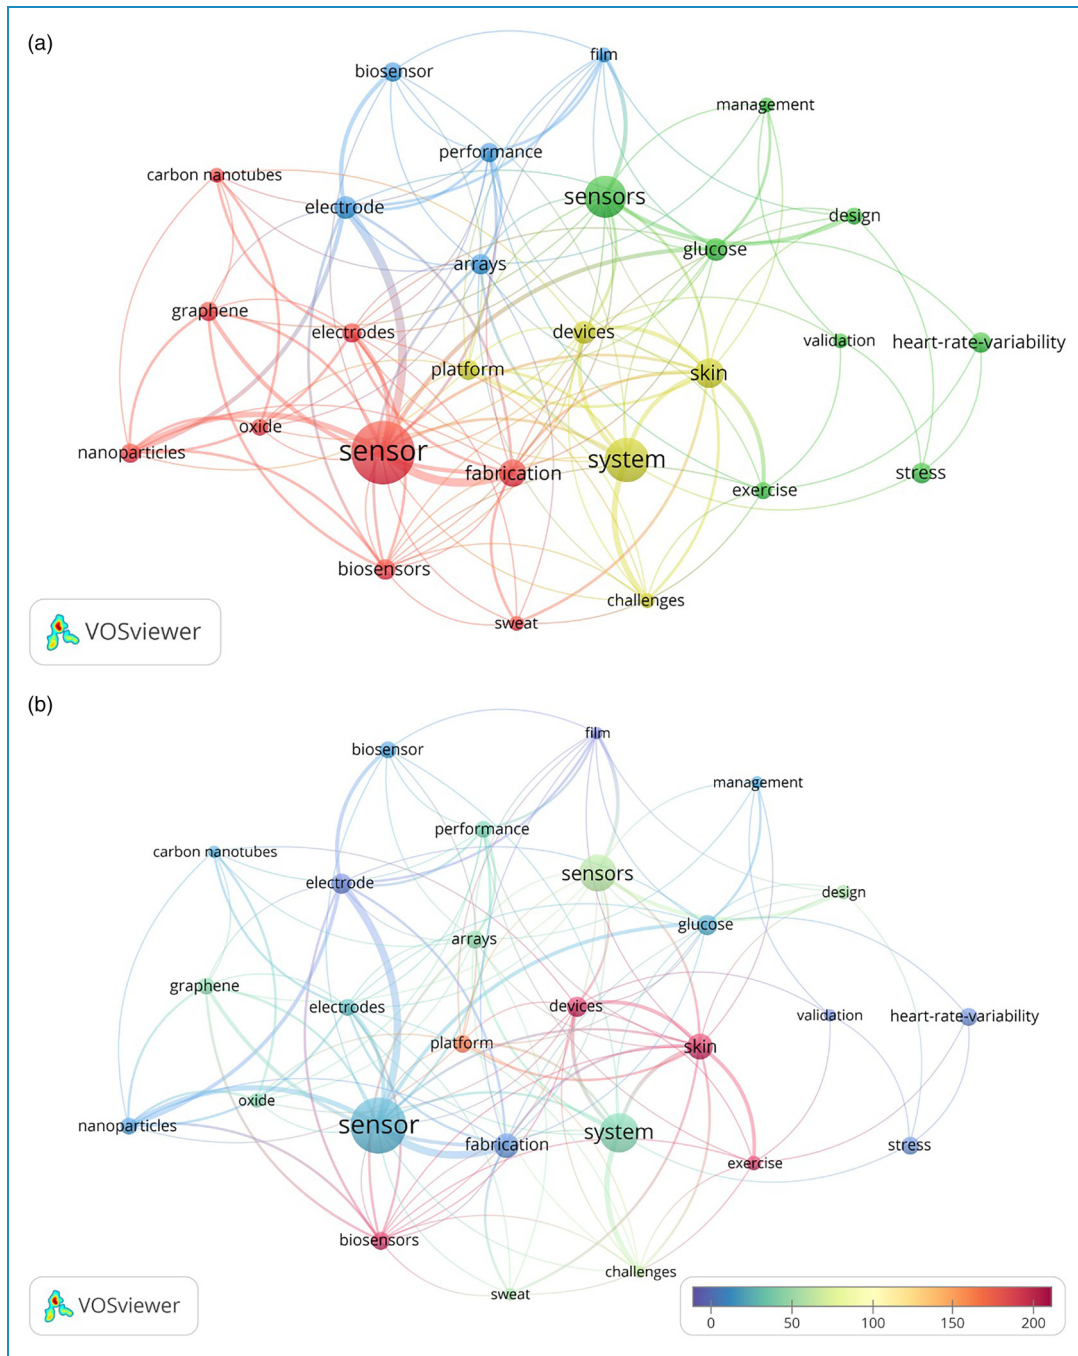 (a)
film
biosensor
management
performance
carbon nanotubes
sensors
electrode
design
glucose
arrays
graphene
electrodes
devices
validation
heart-rate-variability
platform
skin
oxide
nanoparticles
sensor
system
fabrication
stress
exercise
biosensors
challenges
sweat
VOSviewer
(b)
film
biosensor
management
performance
carbon nanotubes
sensors
electrode
design
glucose
arrays
graphene
electrodes
devices
validation
heart-rate-variability
platform
skin
oxide
nanoparticles
sensor
system
fabrication
stress
exercise
biosensors
challenges
sweat
VOSviewer
0 50 100 150 200